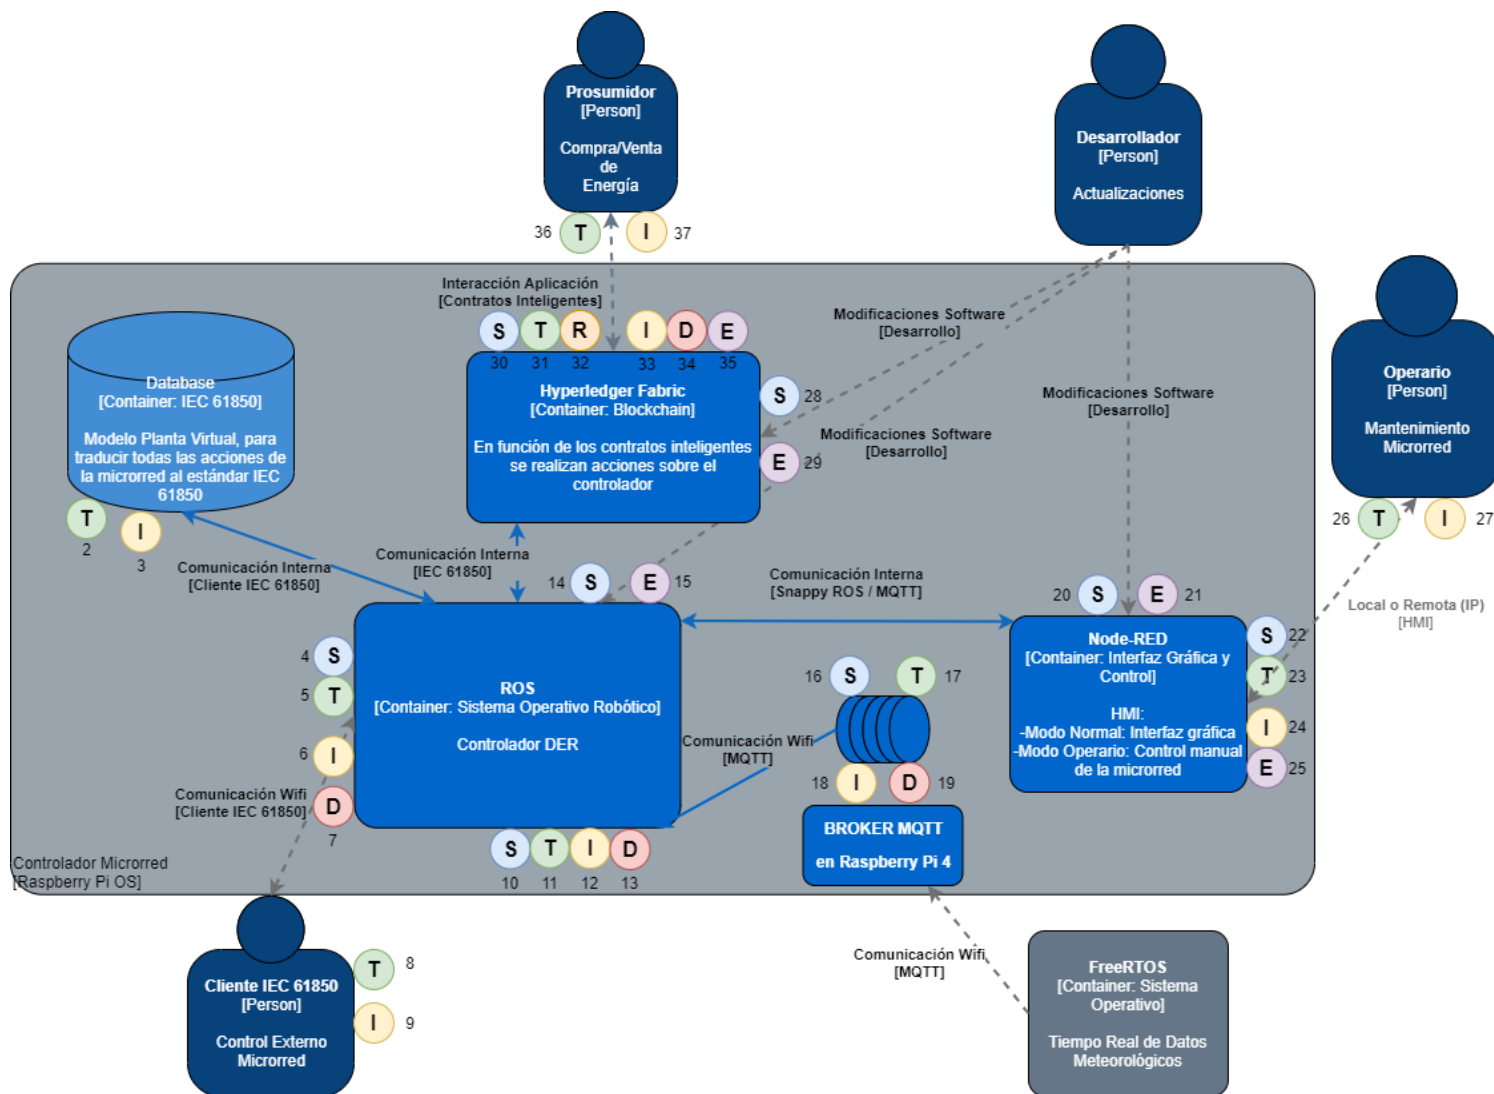 Prosumidor
[Person]
Compra/Venta
de
Energía
36
T
I
37
Desarrollador
[Person]
Actualizaciones
Operario
[Person]
Mantenimiento
Microrred
26
T
I
27
Interacción Aplicación
[Contratos Inteligentes]
S
T
R
I
D
E
30
31
32
33
34
35
Hyperledger Fabric
[Container: Blockchain]
En función de los contratos inteligentes
se realizan acciones sobre el
controlador
S
28
E
29
Modificaciones Software
[Desarrollo]
Modificaciones Software
[Desarrollo]
Modificaciones Software
[Desarrollo]
Database
[Container: IEC 61850]
Modelo Planta Virtual, para
traducir todas las acciones de
la microrred al estándar IEC
61850
T
2
I
3
Comunicación Interna
[Cliente IEC 61850]
Comunicación Interna
[IEC 61850]
14
S
E
15
Comunicación Interna
[Snappy ROS / MQTT]
20
S
E
21
Local o Remota (IP)
[HMI]
Node-RED
[Container: Interfaz Gráfica y
Control]
HMI:
-Modo Normal: Interfaz gráfica
-Modo Operario: Control manual
de la microrred
S
22
T
23
I
24
E
25
4
S
5
T
6
I
D
7
ROS
[Container: Sistema Operativo Robótico]
Controlador DER
Comunicación Wifi
[Cliente IEC 61850]
S
T
I
D
10
11
12
13
Comunicación Wifi
[MQTT]
16
S
T
17
18
I
D
19
BROKER MQTT
en Raspberry Pi 4
Controlador Microrred
[Raspberry Pi OS]
Cliente IEC 61850
[Person]
Control Externo
Microrred
T
8
I
9
Comunicación Wifi
[MQTT]
FreeRTOS
[Container: Sistema
Operativo]
Tiempo Real de Datos
Meteorológicos